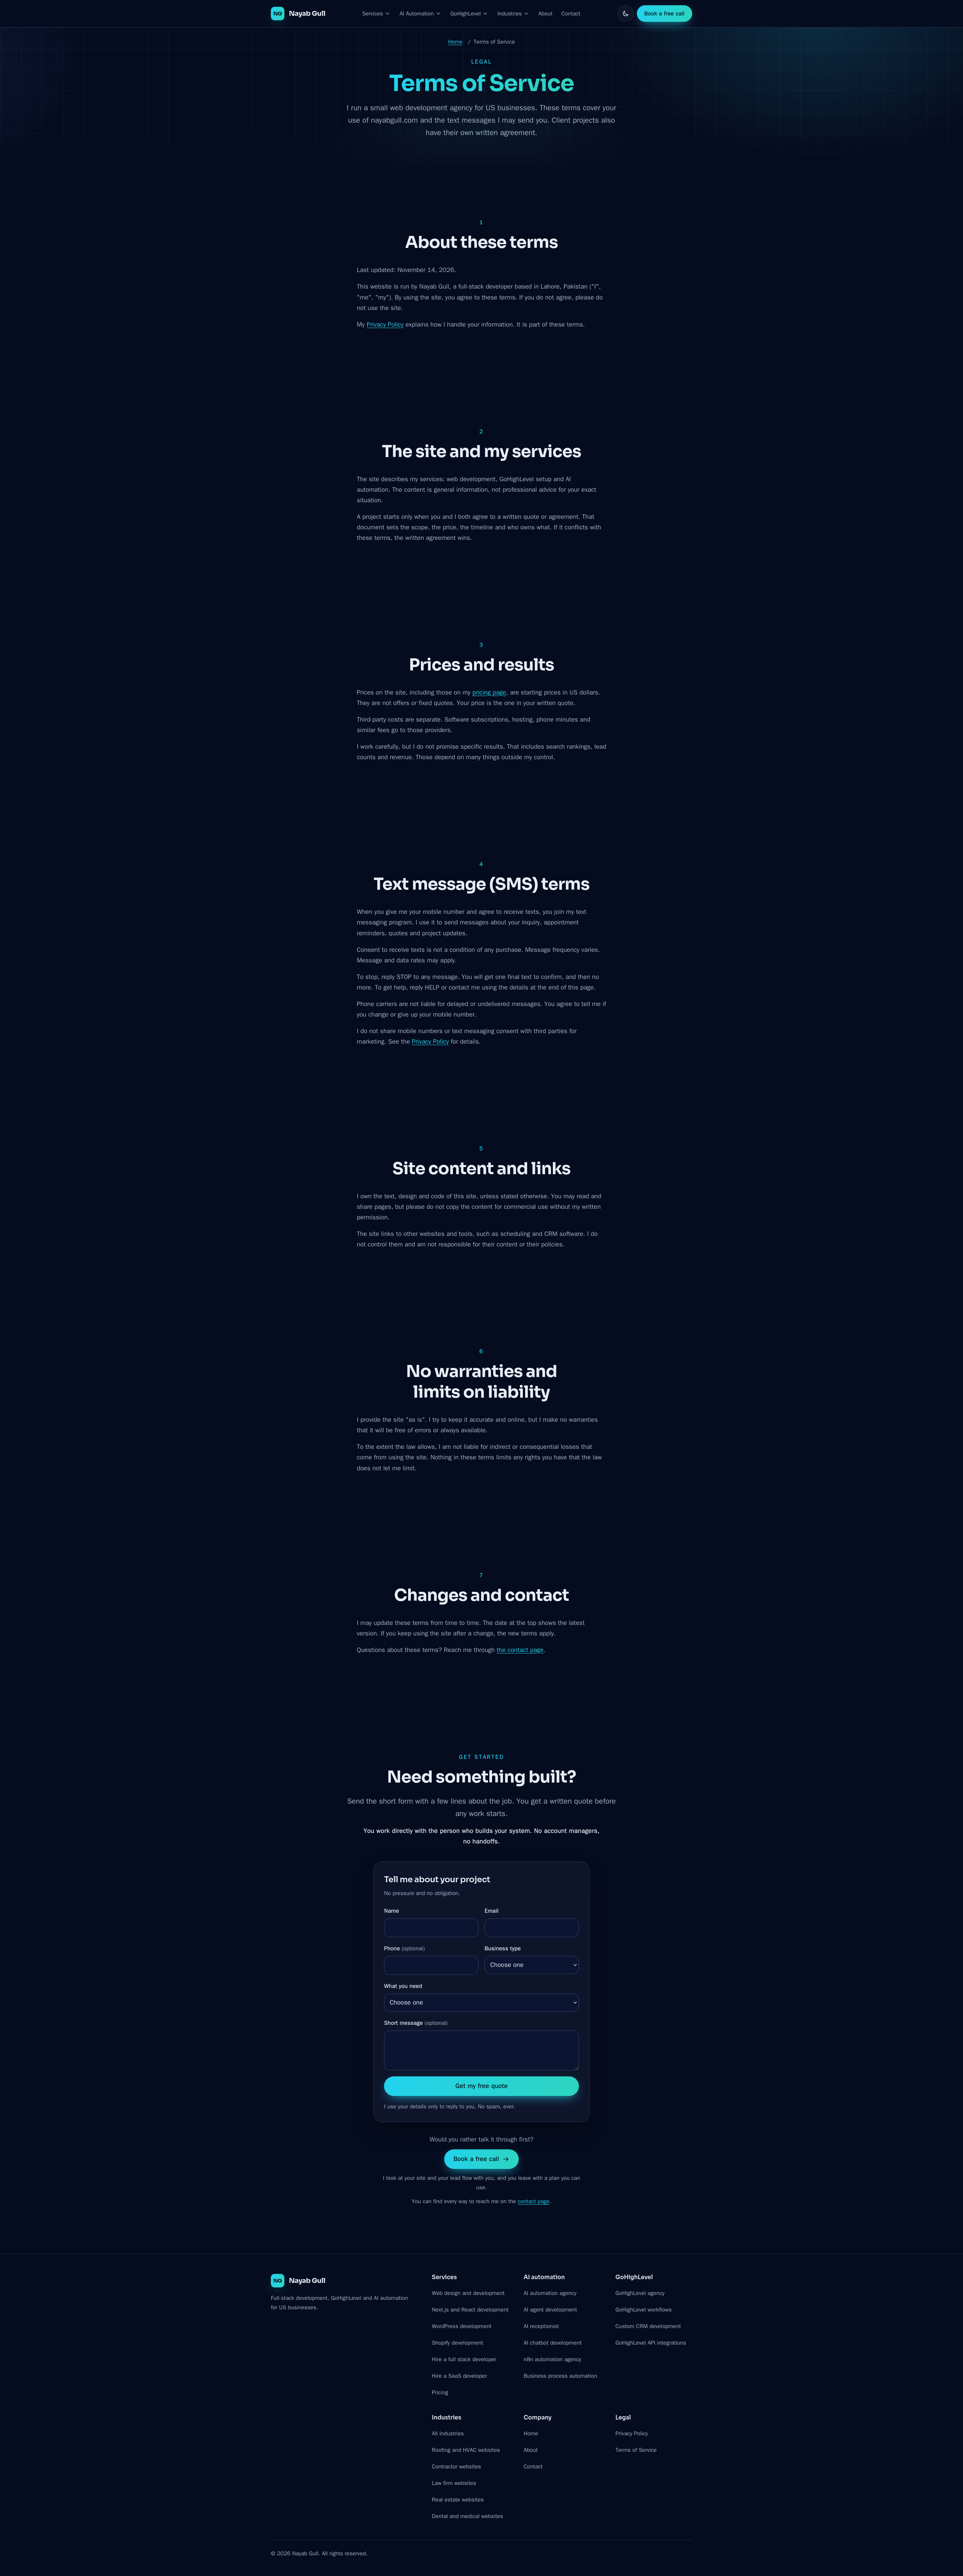 NG Nayab Gull Services AI Automation GoHighLevel Industries About Contact Book a free call
Home / Terms of Service
LEGAL
Terms of Service
I run a small web development agency for US businesses. These terms cover your
use of nayabgull.com and the text messages I may send you. Client projects also
have their own written agreement.
1
About these terms
Last updated: November 14, 2026.
This website is run by Nayab Gull, a full-stack developer based in Lahore, Pakistan ("I",
"me", "my"). By using the site, you agree to these terms. If you do not agree, please do
not use the site.
My Privacy Policy explains how I handle your information. It is part of these terms.
2
The site and my services
The site describes my services: web development, GoHighLevel setup and AI
automation. The content is general information, not professional advice for your exact
situation.
A project starts only when you and I both agree to a written quote or agreement. That
document sets the scope, the price, the timeline and who owns what. If it conflicts with
these terms, the written agreement wins.
3
Prices and results
Prices on the site, including those on my pricing page, are starting prices in US dollars.
They are not offers or fixed quotes. Your price is the one in your written quote.
Third-party costs are separate. Software subscriptions, hosting, phone minutes and
similar fees go to those providers.
I work carefully, but I do not promise specific results. That includes search rankings, lead
counts and revenue. Those depend on many things outside my control.
4
Text message (SMS) terms
When you give me your mobile number and agree to receive texts, you join my text
messaging program. I use it to send messages about your inquiry, appointment
reminders, quotes and project updates.
Consent to receive texts is not a condition of any purchase. Message frequency varies.
Message and data rates may apply.
To stop, reply STOP to any message. You will get one final text to confirm, and then no
more. To get help, reply HELP or contact me using the details at the end of this page.
Phone carriers are not liable for delayed or undelivered messages. You agree to tell me if
you change or give up your mobile number.
I do not share mobile numbers or text messaging consent with third parties for
marketing. See the Privacy Policy for details.
5
Site content and links
I own the text, design and code of this site, unless stated otherwise. You may read and
share pages, but please do not copy the content for commercial use without my written
permission.
The site links to other websites and tools, such as scheduling and CRM software. I do
not control them and am not responsible for their content or their policies.
6
No warranties and
limits on liability
I provide the site "as is". I try to keep it accurate and online, but I make no warranties
that it will be free of errors or always available.
To the extent the law allows, I am not liable for indirect or consequential losses that
come from using the site. Nothing in these terms limits any rights you have that the law
does not let me limit.
7
Changes and contact
I may update these terms from time to time. The date at the top shows the latest
version. If you keep using the site after a change, the new terms apply.
Questions about these terms? Reach me through the contact page.
GET STARTED
Need something built?
Send the short form with a few lines about the job. You get a written quote before
any work starts.
You work directly with the person who builds your system. No account managers,
no handoffs.
Tell me about your project
No pressure and no obligation.
Name Email
Phone (optional) Business type
Choose one
What you need
Choose one
Short message (optional)
Get my free quote
I use your details only to reply to you. No spam, ever.
Would you rather talk it through first?
Book a free call →
I look at your site and your lead flow with you, and you leave with a plan you can
use.
You can find every way to reach me on the contact page.
NG Nayab Gull
Full stack development, GoHighLevel and AI automation
for US businesses.
Services
Web design and development
Next.js and React development
WordPress development
Shopify development
Hire a full stack developer
Hire a SaaS developer
Pricing
AI automation
AI automation agency
AI agent development
AI receptionist
AI chatbot development
n8n automation agency
Business process automation
GoHighLevel
GoHighLevel agency
GoHighLevel workflows
Custom CRM development
GoHighLevel API integrations
Industries
All industries
Roofing and HVAC websites
Contractor websites
Law firm websites
Real estate websites
Dental and medical websites
Company
Home
About
Contact
Legal
Privacy Policy
Terms of Service
© 2026 Nayab Gull. All rights reserved.